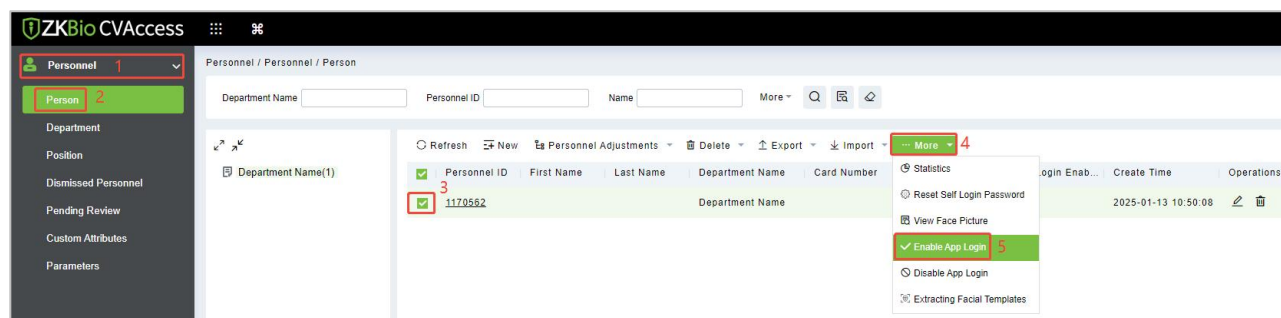 ZKBio CVAccess
Personnel 1
Person 2
Department
Position
Dismissed Personnel
Pending Review
Custom Attributes
Parameters
Personnel / Personnel / Person
Department Name Personnel ID Name More
Department Name(1)
Refresh New Personnel Adjustments Delete Export Import ··· More 4
Personnel ID First Name Last Name Department Name Card Number ogin Enab... Create Time Operations
3
1170562 Department Name 2025-01-13 10:50:08
Statistics
Reset Self Login Password
View Face Picture
Enable App Login 5
Disable App Login
Extracting Facial Templates